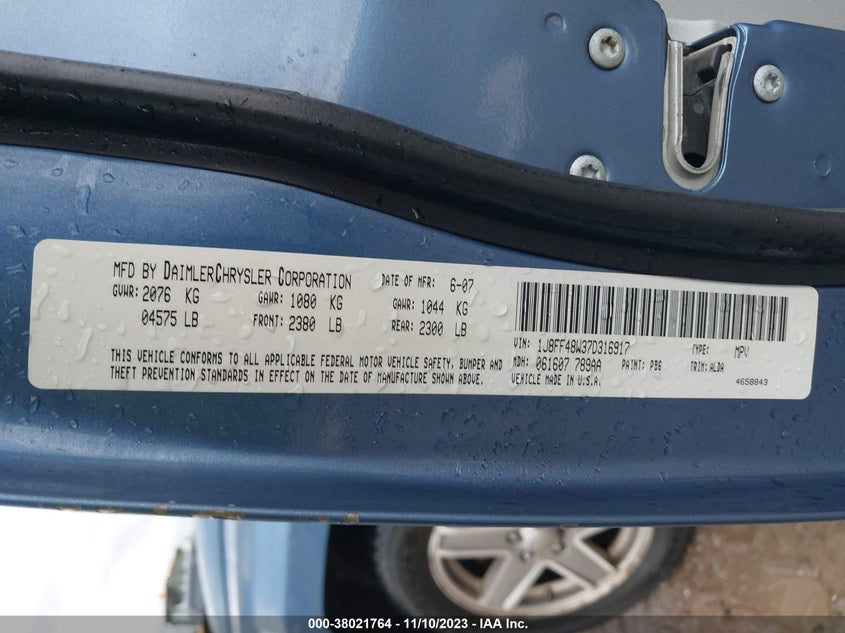 MFD BY DAIMLERCHRYSLER CORPORATION DATE OF MFR: 6-07
GVWR: 2076 KG GAWR: 1080 KG GAWR: 1044 KG
04575 LB FRONT: 2380 LB REAR: 2300 LB
THIS VEHICLE CONFORMS TO ALL APPLICABLE FEDERAL MOTOR VEHICLE SAFETY, BUMPER AND
THEFT PREVENTION STANDARDS IN EFFECT ON THE DATE OF MANUFACTURE SHOWN ABOVE.
VIN: 1J8FF48W37D316917 TYPE: MPV
MDH: 061607 789AA PAINT: PB6 TRIM: ALDA
VEHICLE MADE IN U.S.A. 4658843
000-38021764 - 11/10/2023 - IAA Inc.